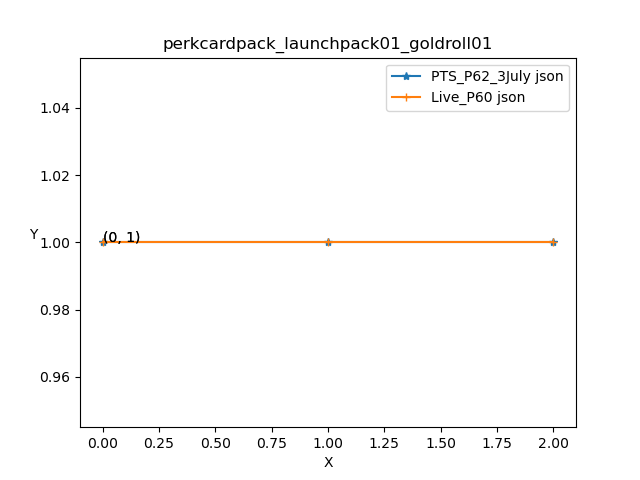 perkcardpack_launchpack01_goldroll01
PTS_P62_3July json
Live_P60 json
1.04
1.02
Y
1.00
(0, 1)
0.98
0.96
0.00 0.25 0.50 0.75 1.00 1.25 1.50 1.75 2.00
X